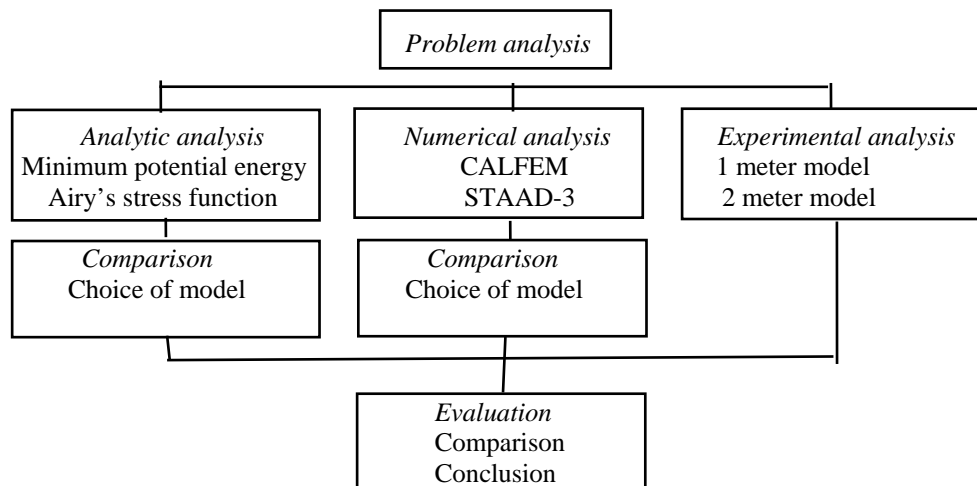 Problem analysis
Analytic analysis
Minimum potential energy
Airy's stress function
Numerical analysis
CALFEM
STAAD-3
Experimental analysis
1 meter model
2 meter model
Comparison
Choice of model
Comparison
Choice of model
Evaluation
Comparison
Conclusion